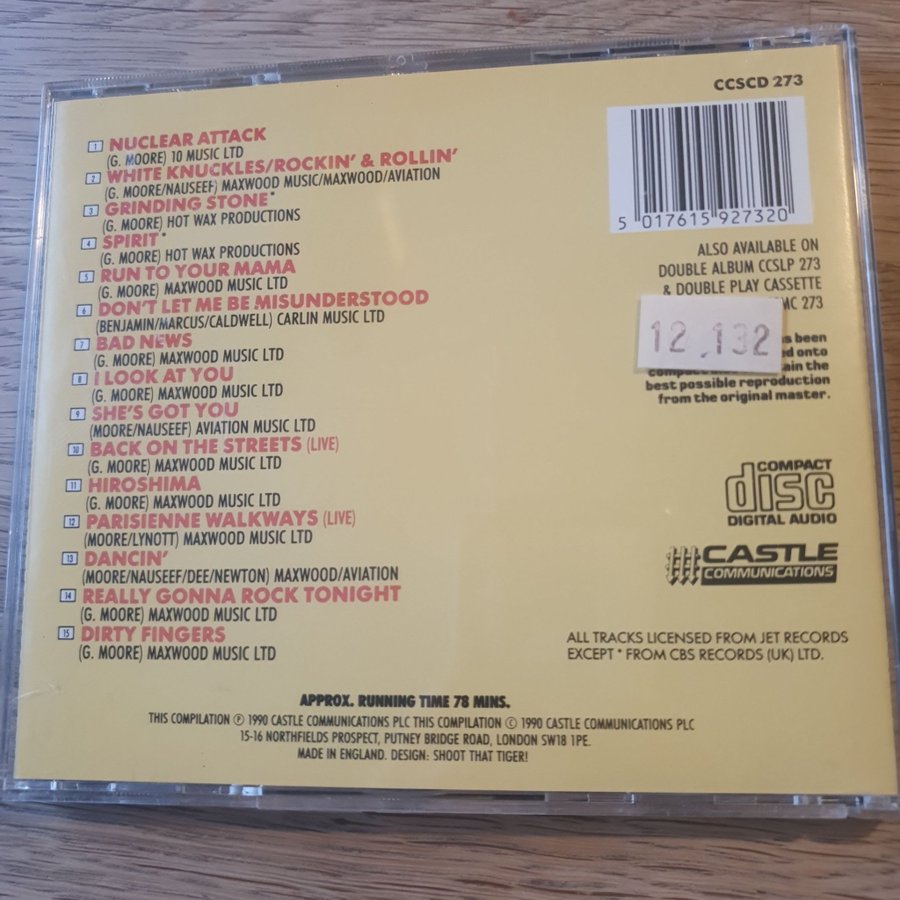 CCSCD 273
1 NUCLEAR ATTACK
(G. MOORE) 10 MUSIC LTD
2 WHITE KNUCKLES/ROCKIN' & ROLLIN'
(G. MOORE/NAUSEEF) MAXWOOD MUSIC/MAXWOOD/AVIATION
3 GRINDING STONE*
(G. MOORE) HOT WAX PRODUCTIONS
4 SPIRIT*
(G. MOORE) HOT WAX PRODUCTIONS
5 RUN TO YOUR MAMA
(G. MOORE) MAXWOOD MUSIC LTD
6 DON'T LET ME BE MISUNDERSTOOD
(BENJAMIN/MARCUS/CALDWELL) CARLIN MUSIC LTD
7 BAD NEWS
(G. MOORE) MAXWOOD MUSIC LTD
8 I LOOK AT YOU
(G. MOORE) MAXWOOD MUSIC LTD
9 SHE'S GOT YOU
(MOORE/NAUSEEF) AVIATION MUSIC LTD
10 BACK ON THE STREETS (LIVE)
(G. MOORE) MAXWOOD MUSIC LTD
11 HIROSHIMA
(G. MOORE) MAXWOOD MUSIC LTD
12 PARISIENNE WALKWAYS (LIVE)
(MOORE/LYNOTT) MAXWOOD MUSIC LTD
13 DANCIN'
(MOORE/NAUSEEF/DEE/NEWTON) MAXWOOD/AVIATION
14 REALLY GONNA ROCK TONIGHT
(G. MOORE) MAXWOOD MUSIC LTD
15 DIRTY FINGERS
(G. MOORE) MAXWOOD MUSIC LTD
5 017615 927320
ALSO AVAILABLE ON
DOUBLE ALBUM CCSLP 273
& DOUBLE PLAY CASSETTE
MC 273
12.132
been
onto
the
best possible reproduction
from the original master.
COMPACT
disc
DIGITAL AUDIO
CASTLE
COMMUNICATIONS
ALL TRACKS LICENSED FROM JET RECORDS
EXCEPT * FROM CBS RECORDS (UK) LTD.
APPROX. RUNNING TIME 78 MINS.
THIS COMPILATION ℗ 1990 CASTLE COMMUNICATIONS PLC THIS COMPILATION © 1990 CASTLE COMMUNICATIONS PLC
15-16 NORTHFIELDS PROSPECT, PUTNEY BRIDGE ROAD, LONDON SW18 1PE.
MADE IN ENGLAND. DESIGN: SHOOT THAT TIGER!